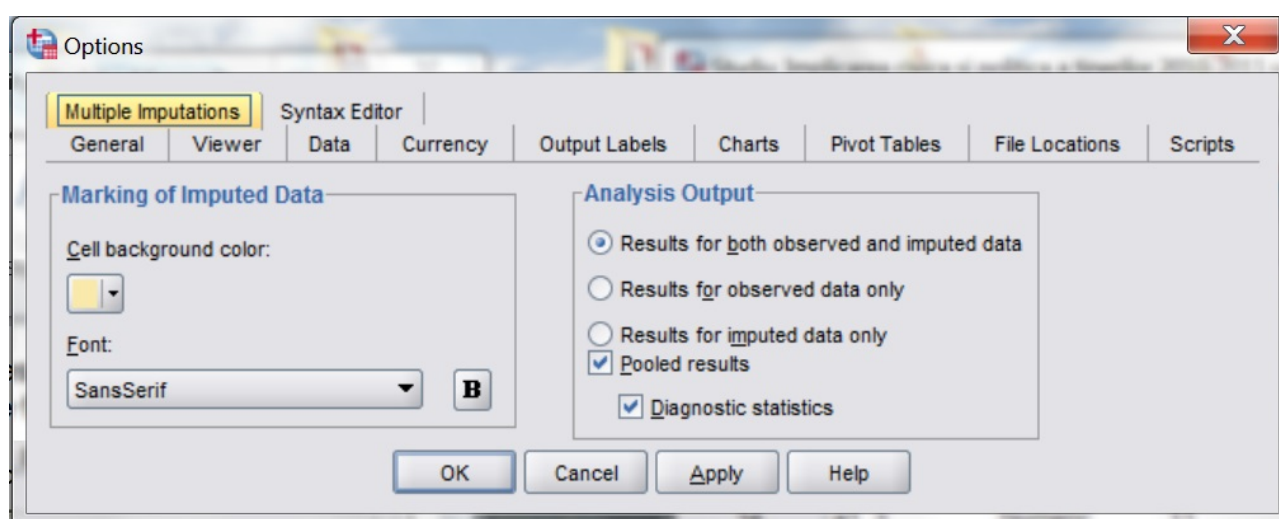 Options
Multiple Imputations Syntax Editor
General Viewer Data Currency Output Labels Charts Pivot Tables File Locations Scripts
Marking of Imputed Data
Cell background color:
Font:
SansSerif B
Analysis Output
Results for both observed and imputed data
Results for observed data only
Results for imputed data only
Pooled results
Diagnostic statistics
OK Cancel Apply Help